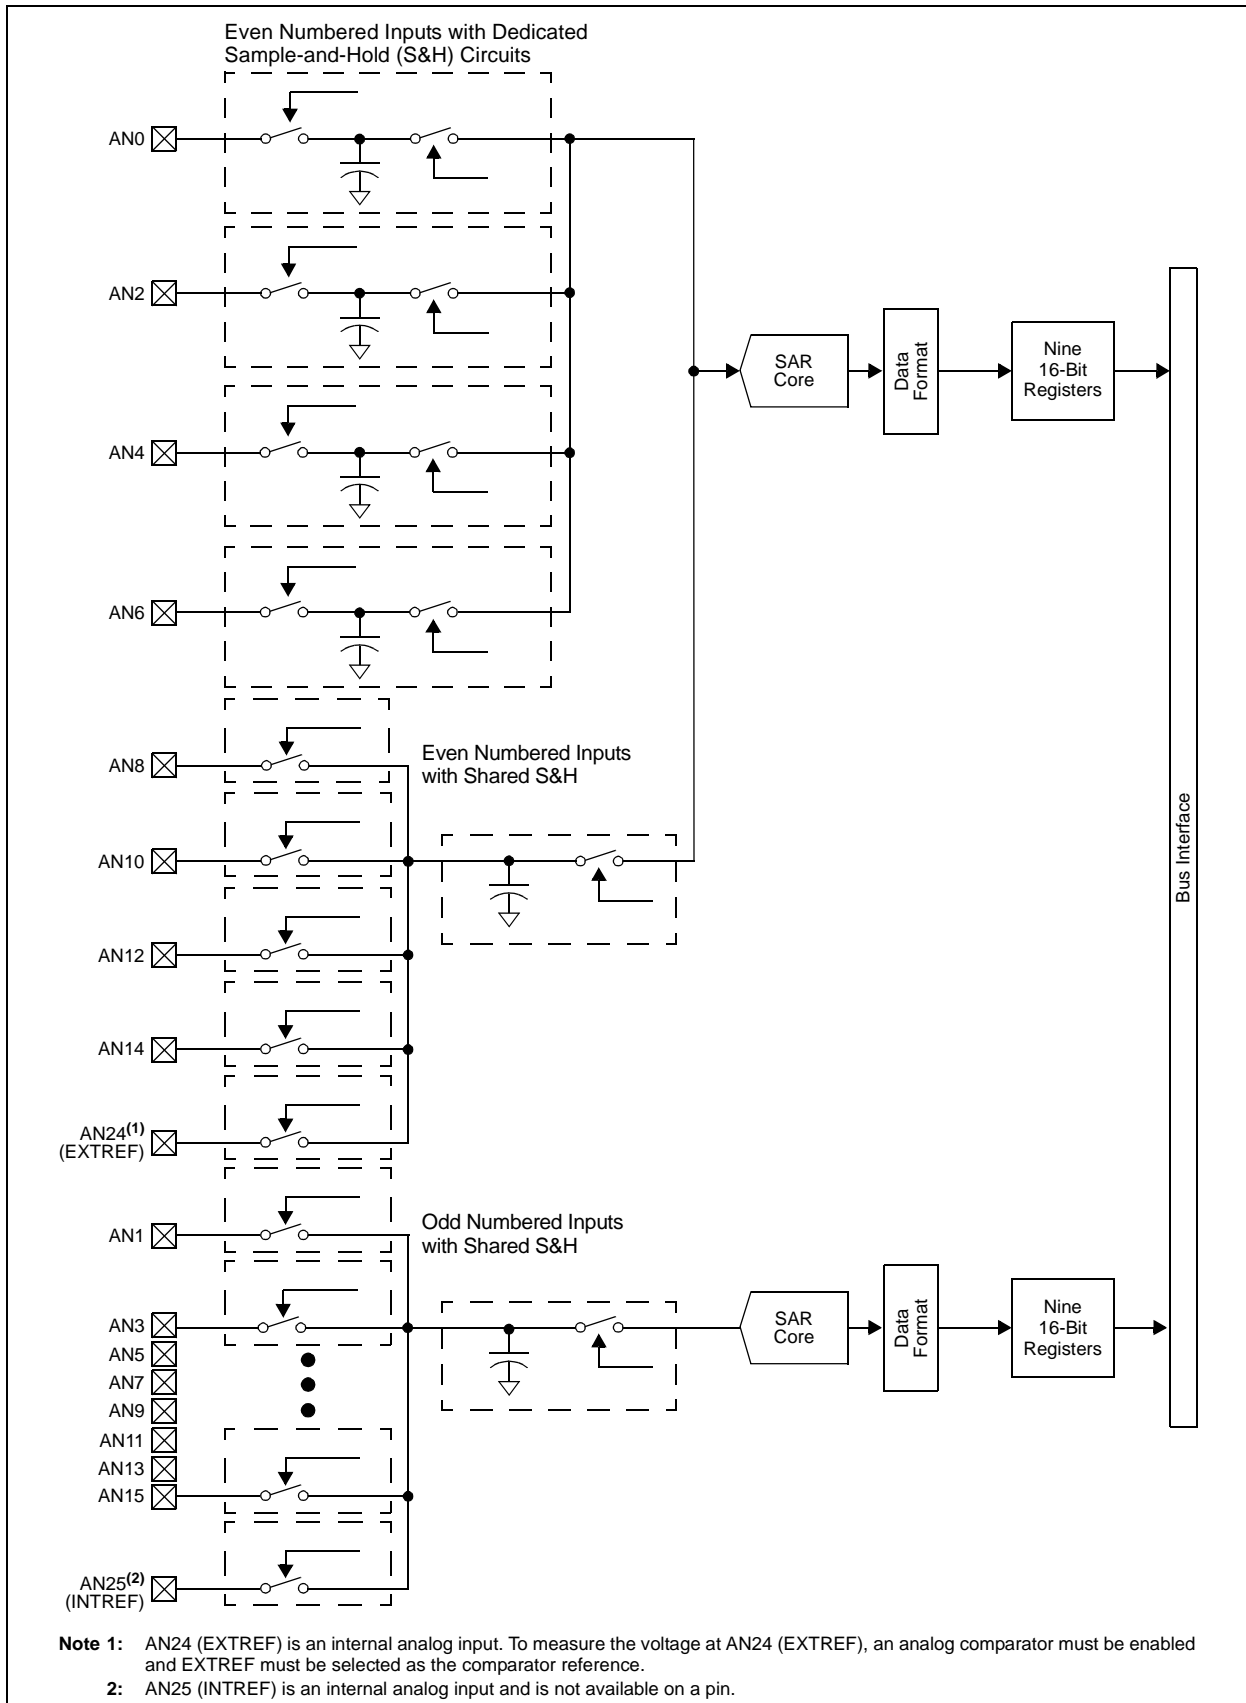 Even Numbered Inputs with Dedicated
Sample-and-Hold (S&H) Circuits
AN0
AN2
AN4
AN6
SAR
Core
Data
Format
Nine
16-Bit
Registers
Bus Interface
AN8
Even Numbered Inputs
with Shared S&H
AN10
AN12
AN14
AN24(1)
(EXTREF)
AN1
Odd Numbered Inputs
with Shared S&H
AN3
AN5
AN7
AN9
AN11
AN13
AN15
SAR
Core
Data
Format
Nine
16-Bit
Registers
AN25(2)
(INTREF)
Note 1: AN24 (EXTREF) is an internal analog input. To measure the voltage at AN24 (EXTREF), an analog comparator must be enabled
and EXTREF must be selected as the comparator reference.
2: AN25 (INTREF) is an internal analog input and is not available on a pin.